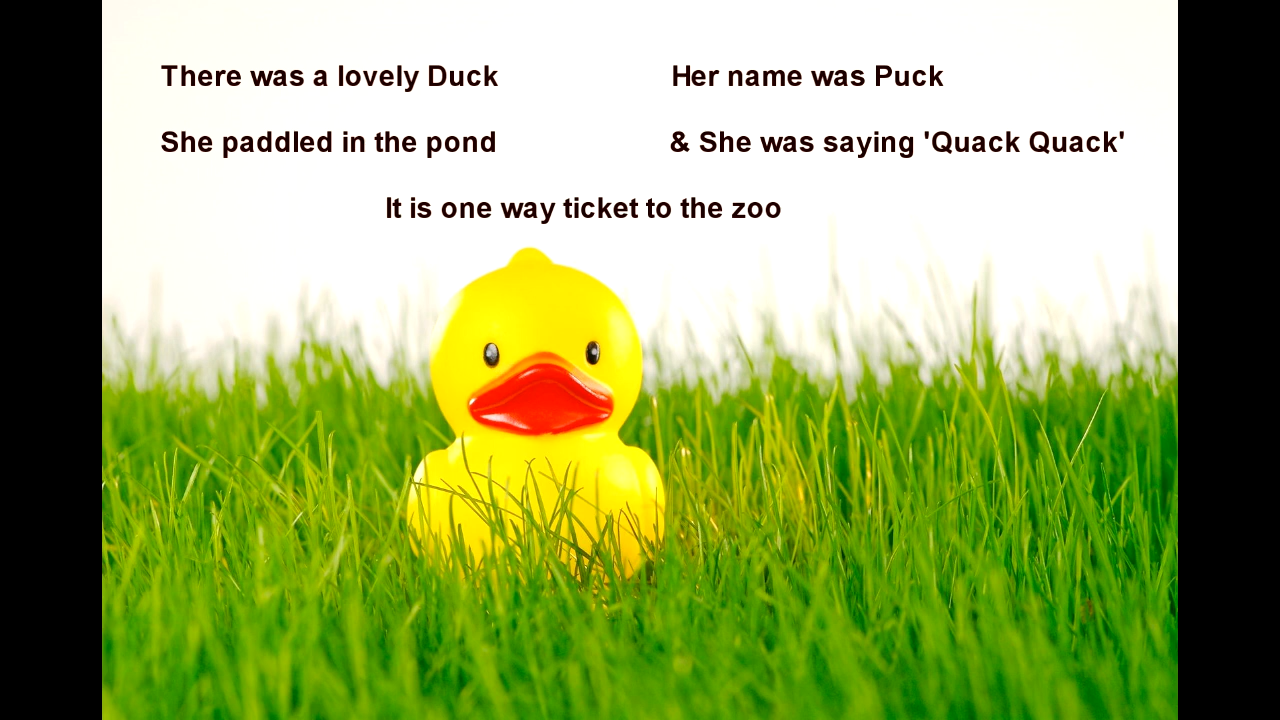 There was a lovely Duck
Her name was Puck
She paddled in the pond
& She was saying 'Quack Quack'
It is one way ticket to the zoo